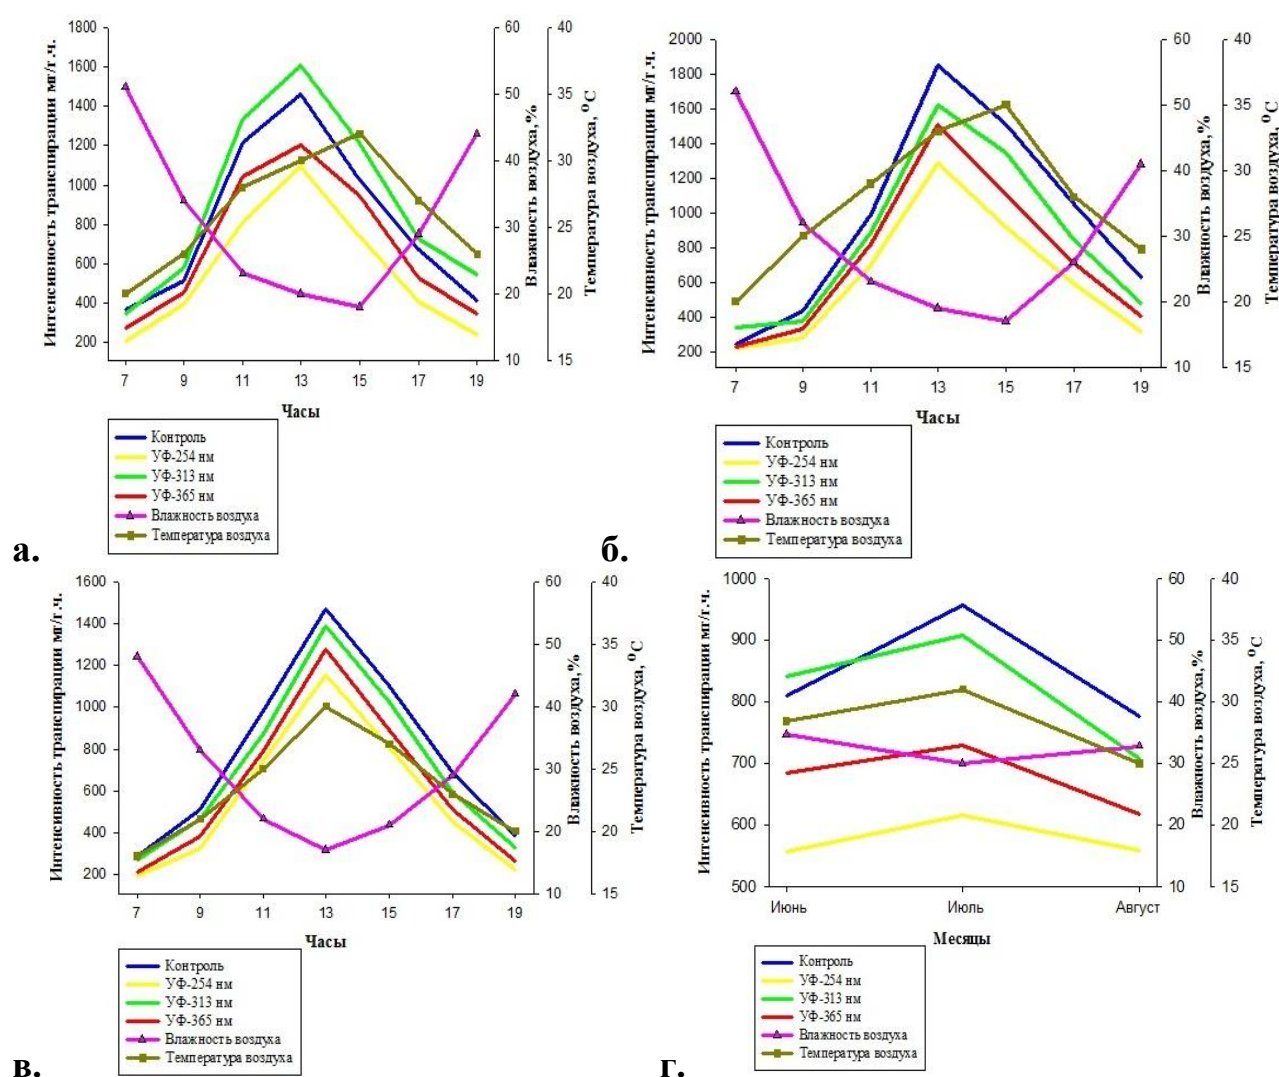 Интенсивность транспирации мг/г.ч.
1800
1600
1400
1200
1000
800
600
400
200
7 9 11 13 15 17 19
Часы
60
50
40
30
20
10
Влажность воздуха,%
40
35
30
25
20
15
Температура воздуха, ⁰С
Контроль
УФ-254 нм
УФ-313 нм
УФ-365 нм
Влажность воздуха
Температура воздуха
а.
Интенсивность транспирации мг/г.ч.
2000
1800
1600
1400
1200
1000
800
600
400
200
7 9 11 13 15 17 19
Часы
60
50
40
30
20
10
Влажность воздуха,%
40
35
30
25
20
15
Температура воздуха, ⁰С
Контроль
УФ-254 нм
УФ-313 нм
УФ-365 нм
Влажность воздуха
Температура воздуха
б.
Интенсивность транспирации мг/г.ч.
1600
1400
1200
1000
800
600
400
200
7 9 11 13 15 17 19
Часы
60
50
40
30
20
10
Влажность воздуха,%
40
35
30
25
20
15
Температура воздуха, ⁰С
Контроль
УФ-254 нм
УФ-313 нм
УФ-365 нм
Влажность воздуха
Температура воздуха
в.
Интенсивность транспирации мг/г.ч.
1000
900
800
700
600
500
Июнь Июль Август
Месяцы
60
50
40
30
20
10
Влажность воздуха,%
40
35
30
25
20
15
Температура воздуха, ⁰С
Контроль
УФ-254 нм
УФ-313 нм
УФ-365 нм
Влажность воздуха
Температура воздуха
г.